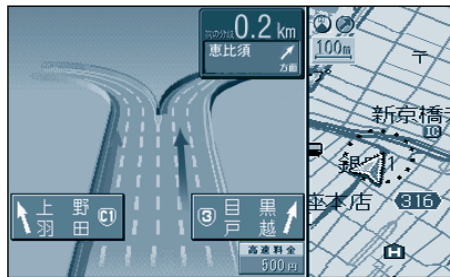 次の分岐 0.2 km
恵比須
方面
上野
羽田
C1
3
目黒
戸越
高速料金
500円
100m
〒
新京橋
IC
銀 1
座本店
316
H